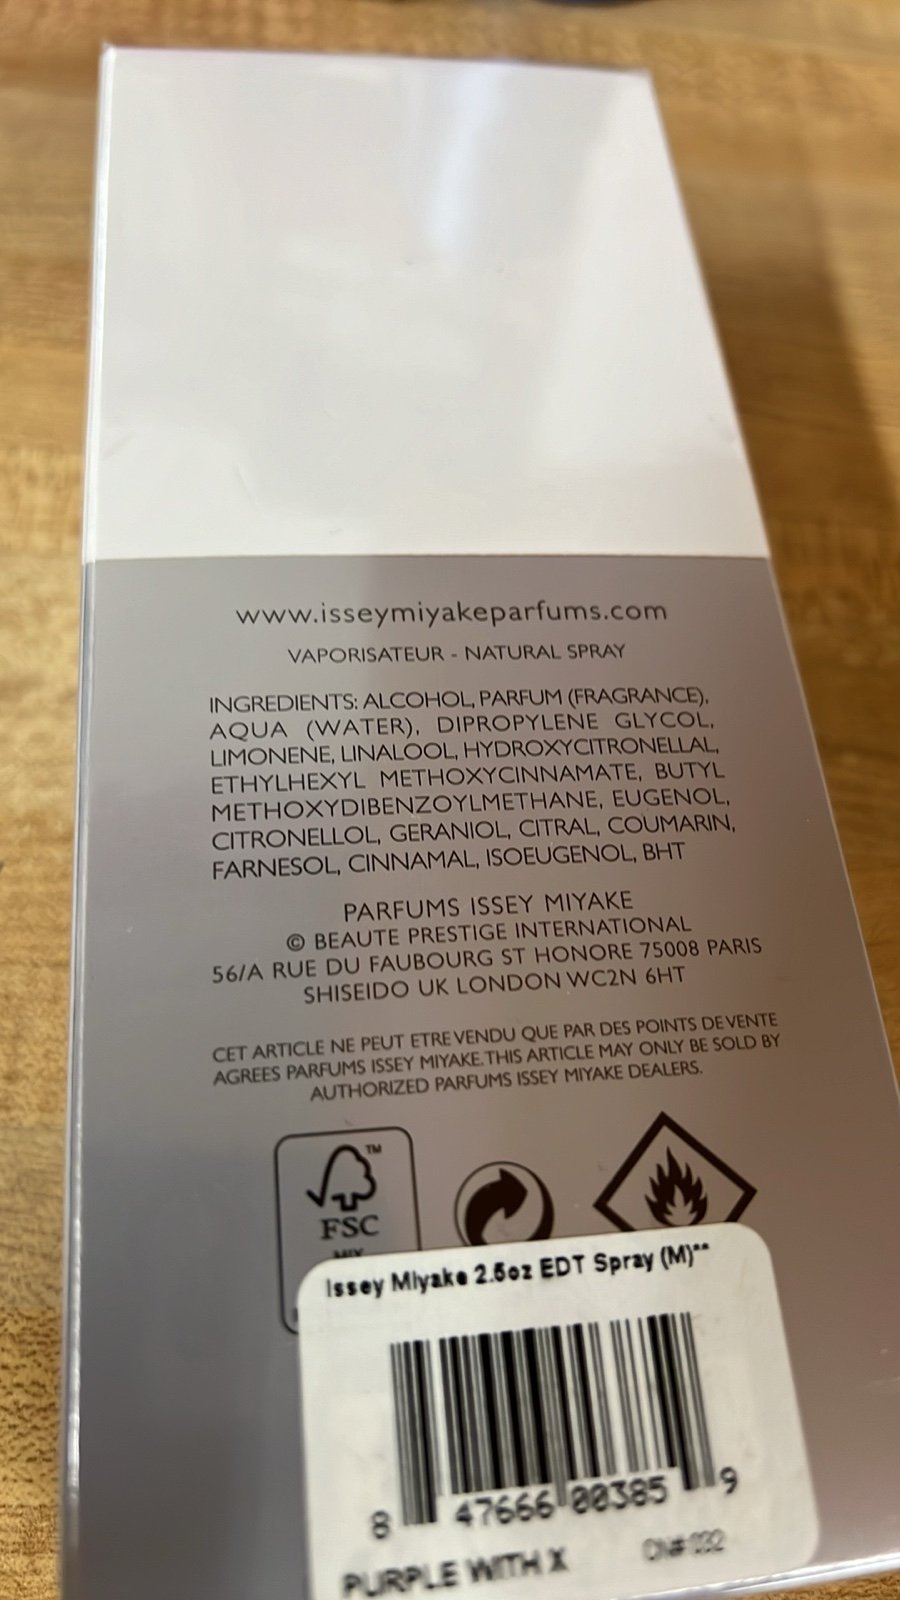 www.isseymiyakeparfums.com
VAPORISATEUR - NATURAL SPRAY
INGREDIENTS: ALCOHOL, PARFUM (FRAGRANCE),
AQUA (WATER), DIPROPYLENE GLYCOL,
LIMONENE, LINALOOL, HYDROXYCITRONELLAL,
ETHYLHEXYL METHOXYCINNAMATE, BUTYL
METHOXYDIBENZOYLMETHANE, EUGENOL,
CITRONELLOL, GERANIOL, CITRAL, COUMARIN,
FARNESOL, CINNAMAL, ISOEUGENOL, BHT
PARFUMS ISSEY MIYAKE
© BEAUTE PRESTIGE INTERNATIONAL
56/A RUE DU FAUBOURG ST HONORE 75008 PARIS
SHISEIDO UK LONDON WC2N 6HT
CET ARTICLE NE PEUT ETRE VENDU QUE PAR DES POINTS DE VENTE
AGREES PARFUMS ISSEY MIYAKE. THIS ARTICLE MAY ONLY BE SOLD BY
AUTHORIZED PARFUMS ISSEY MIYAKE DEALERS.
TM
FSC
Issey Miyake 2.5oz EDT Spray (M)**
8 47666 00385 9
PURPLE WITH X